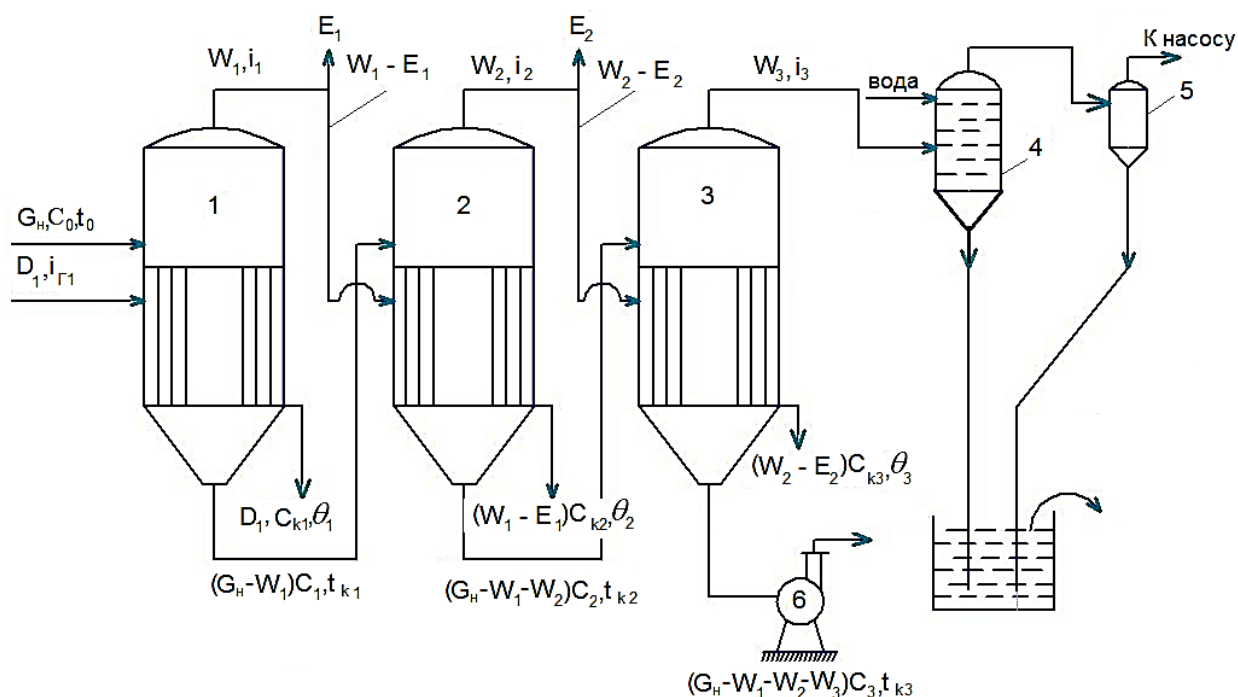 E₁
E₂
К насосу
W₁,i₁
W₁ - E₁
W₂,i₂
W₂ - E₂
W₃,i₃
вода
5
4
1
2
3
Gн,C₀,t₀
D₁,iГ1
(W₂ - E₂)Cк3,θ₃
D₁, Cк1,θ₁
(W₁ - E₁)Cк2,θ₂
(Gн-W₁)C₁,tк1
(Gн-W₁-W₂)C₂,tк2
6
(Gн-W₁-W₂-W₃)C₃,tк3